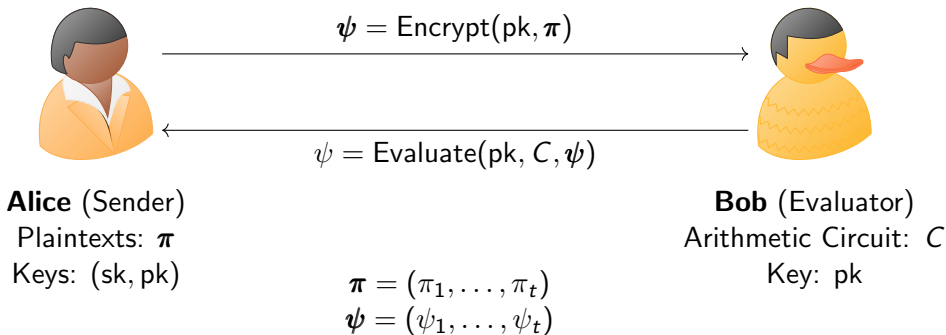 𝝍 = Encrypt(pk, 𝝅)
ψ = Evaluate(pk, C, 𝝍)
Alice (Sender)
Plaintexts: 𝝅
Keys: (sk, pk)
Bob (Evaluator)
Arithmetic Circuit: C
Key: pk
𝝅 = (π₁, . . . , πₜ)
𝝍 = (ψ₁, . . . , ψₜ)